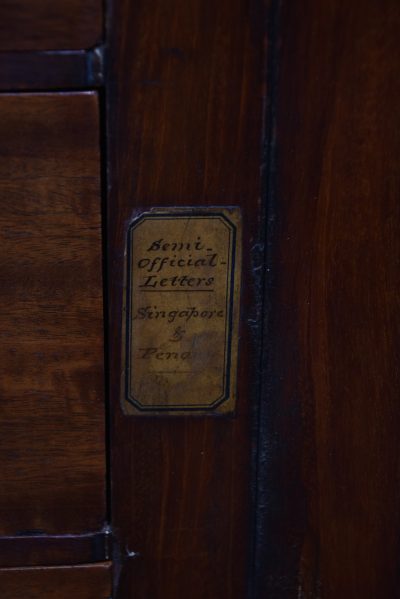 Semi-
Official-
Letters
Singapore
&